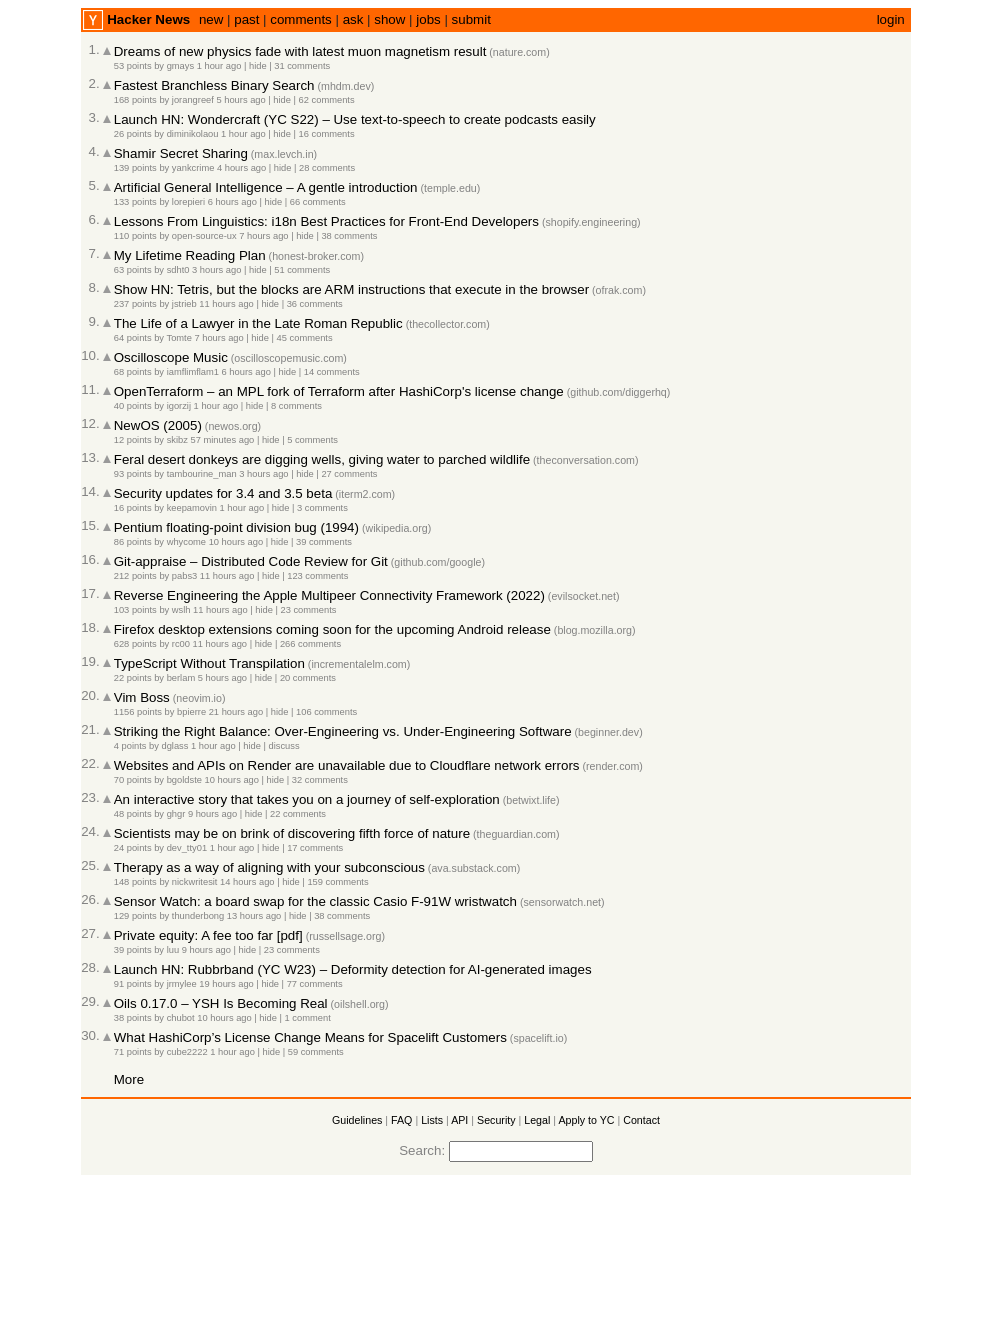 Y Hacker News new | past | comments | ask | show | jobs | submit login
1. ▲ Dreams of new physics fade with latest muon magnetism result (nature.com)
53 points by gmays 1 hour ago | hide | 31 comments
2. ▲ Fastest Branchless Binary Search (mhdm.dev)
168 points by jorangreef 5 hours ago | hide | 62 comments
3. ▲ Launch HN: Wondercraft (YC S22) – Use text-to-speech to create podcasts easily
26 points by diminikolaou 1 hour ago | hide | 16 comments
4. ▲ Shamir Secret Sharing (max.levch.in)
139 points by yankcrime 4 hours ago | hide | 28 comments
5. ▲ Artificial General Intelligence – A gentle introduction (temple.edu)
133 points by lorepieri 6 hours ago | hide | 66 comments
6. ▲ Lessons From Linguistics: i18n Best Practices for Front-End Developers (shopify.engineering)
110 points by open-source-ux 7 hours ago | hide | 38 comments
7. ▲ My Lifetime Reading Plan (honest-broker.com)
63 points by sdht0 3 hours ago | hide | 51 comments
8. ▲ Show HN: Tetris, but the blocks are ARM instructions that execute in the browser (ofrak.com)
237 points by jstrieb 11 hours ago | hide | 36 comments
9. ▲ The Life of a Lawyer in the Late Roman Republic (thecollector.com)
64 points by Tomte 7 hours ago | hide | 45 comments
10. ▲ Oscilloscope Music (oscilloscopemusic.com)
68 points by iamflimflam1 6 hours ago | hide | 14 comments
11. ▲ OpenTerraform – an MPL fork of Terraform after HashiCorp's license change (github.com/diggerhq)
40 points by igorzij 1 hour ago | hide | 8 comments
12. ▲ NewOS (2005) (newos.org)
12 points by skibz 57 minutes ago | hide | 5 comments
13. ▲ Feral desert donkeys are digging wells, giving water to parched wildlife (theconversation.com)
93 points by tambourine_man 3 hours ago | hide | 27 comments
14. ▲ Security updates for 3.4 and 3.5 beta (iterm2.com)
16 points by keepamovin 1 hour ago | hide | 3 comments
15. ▲ Pentium floating-point division bug (1994) (wikipedia.org)
86 points by whycome 10 hours ago | hide | 39 comments
16. ▲ Git-appraise – Distributed Code Review for Git (github.com/google)
212 points by pabs3 11 hours ago | hide | 123 comments
17. ▲ Reverse Engineering the Apple Multipeer Connectivity Framework (2022) (evilsocket.net)
103 points by wslh 11 hours ago | hide | 23 comments
18. ▲ Firefox desktop extensions coming soon for the upcoming Android release (blog.mozilla.org)
628 points by rc00 11 hours ago | hide | 266 comments
19. ▲ TypeScript Without Transpilation (incrementalelm.com)
22 points by berlam 5 hours ago | hide | 20 comments
20. ▲ Vim Boss (neovim.io)
1156 points by bpierre 21 hours ago | hide | 106 comments
21. ▲ Striking the Right Balance: Over-Engineering vs. Under-Engineering Software (beginner.dev)
4 points by dglass 1 hour ago | hide | discuss
22. ▲ Websites and APIs on Render are unavailable due to Cloudflare network errors (render.com)
70 points by bgoldste 10 hours ago | hide | 32 comments
23. ▲ An interactive story that takes you on a journey of self-exploration (betwixt.life)
48 points by ghgr 9 hours ago | hide | 22 comments
24. ▲ Scientists may be on brink of discovering fifth force of nature (theguardian.com)
24 points by dev_tty01 1 hour ago | hide | 17 comments
25. ▲ Therapy as a way of aligning with your subconscious (ava.substack.com)
148 points by nickwritesit 14 hours ago | hide | 159 comments
26. ▲ Sensor Watch: a board swap for the classic Casio F-91W wristwatch (sensorwatch.net)
129 points by thunderbong 13 hours ago | hide | 38 comments
27. ▲ Private equity: A fee too far [pdf] (russellsage.org)
39 points by luu 9 hours ago | hide | 23 comments
28. ▲ Launch HN: Rubbrband (YC W23) – Deformity detection for AI-generated images
91 points by jrmylee 19 hours ago | hide | 77 comments
29. ▲ Oils 0.17.0 – YSH Is Becoming Real (oilshell.org)
38 points by chubot 10 hours ago | hide | 1 comment
30. ▲ What HashiCorp’s License Change Means for Spacelift Customers (spacelift.io)
71 points by cube2222 1 hour ago | hide | 59 comments
More
Guidelines | FAQ | Lists | API | Security | Legal | Apply to YC | Contact
Search: